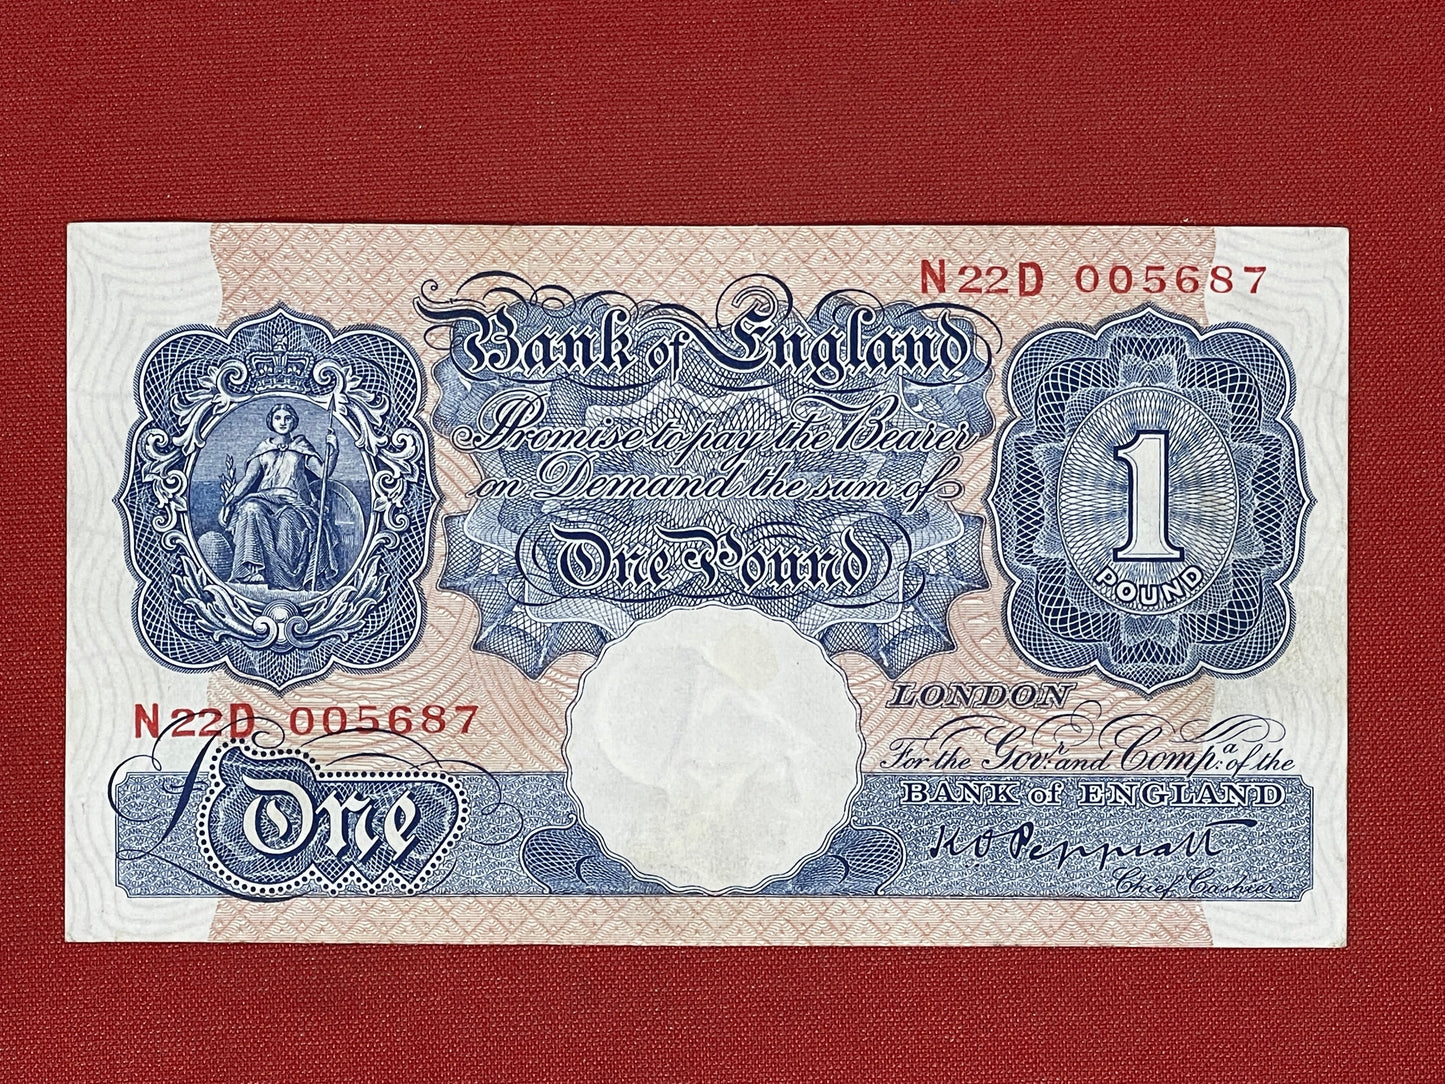 N22D 005687
Bank of England
Promise to pay the Bearer
on Demand the sum of
One Pound
1
POUND
LONDON
N22D 005687
For the Govr. and Compa. of the
BANK of ENGLAND
£One
K O Peppiatt
Chief Cashier